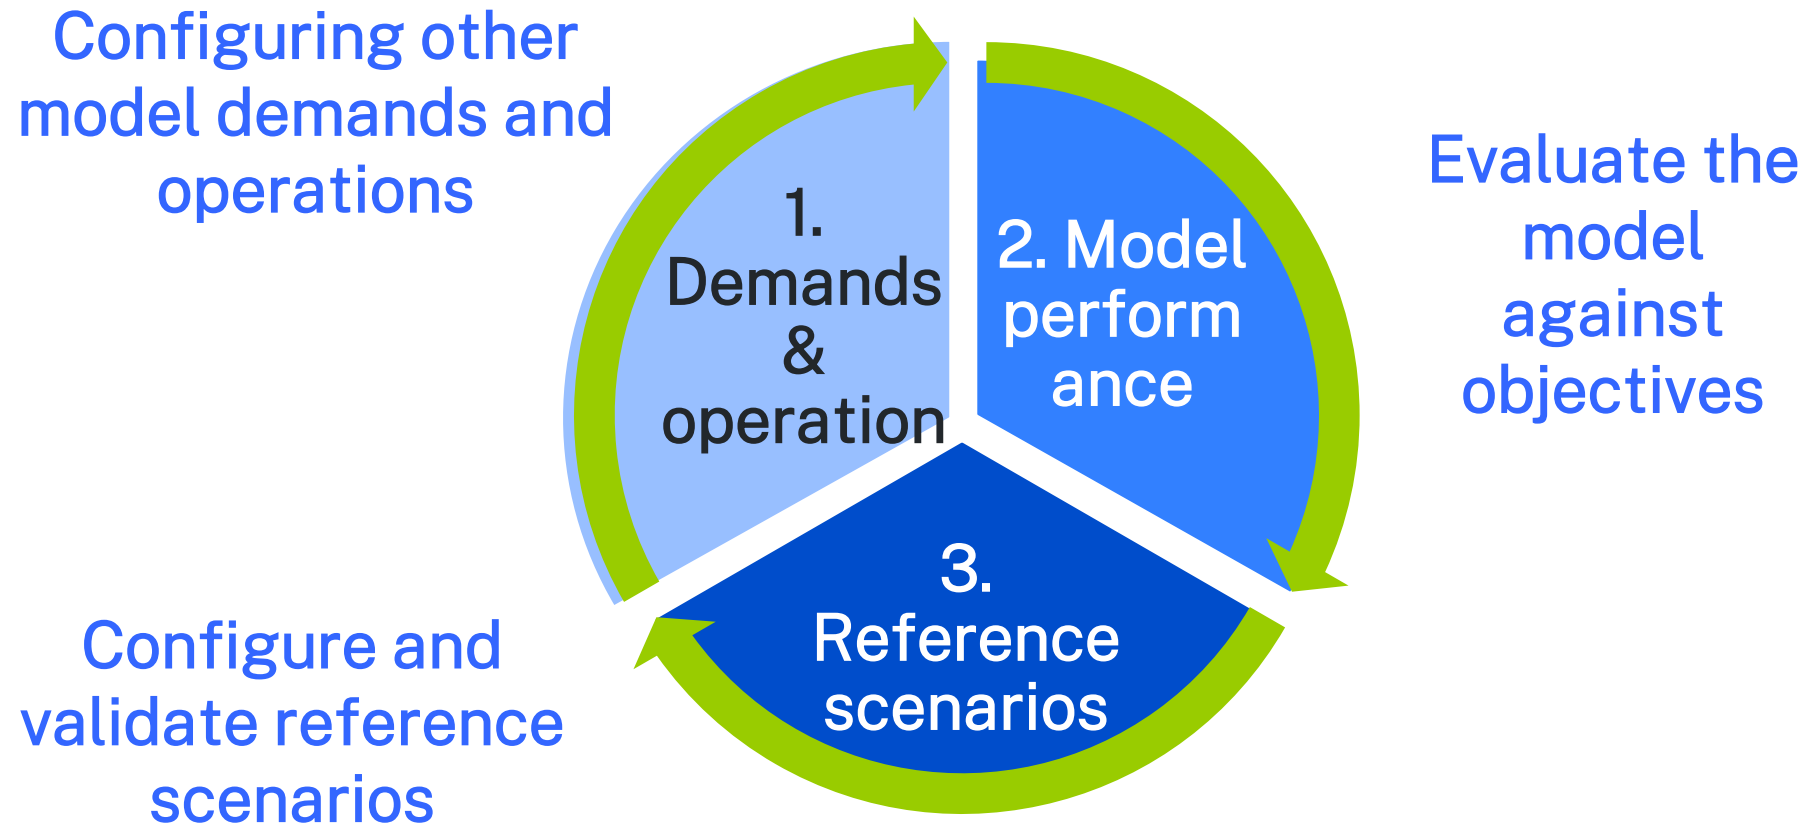 Configuring other
model demands and
operations
1.
Demands
&
operation
2. Model
perform
ance
Evaluate the
model
against
objectives
3.
Reference
scenarios
Configure and
validate reference
scenarios